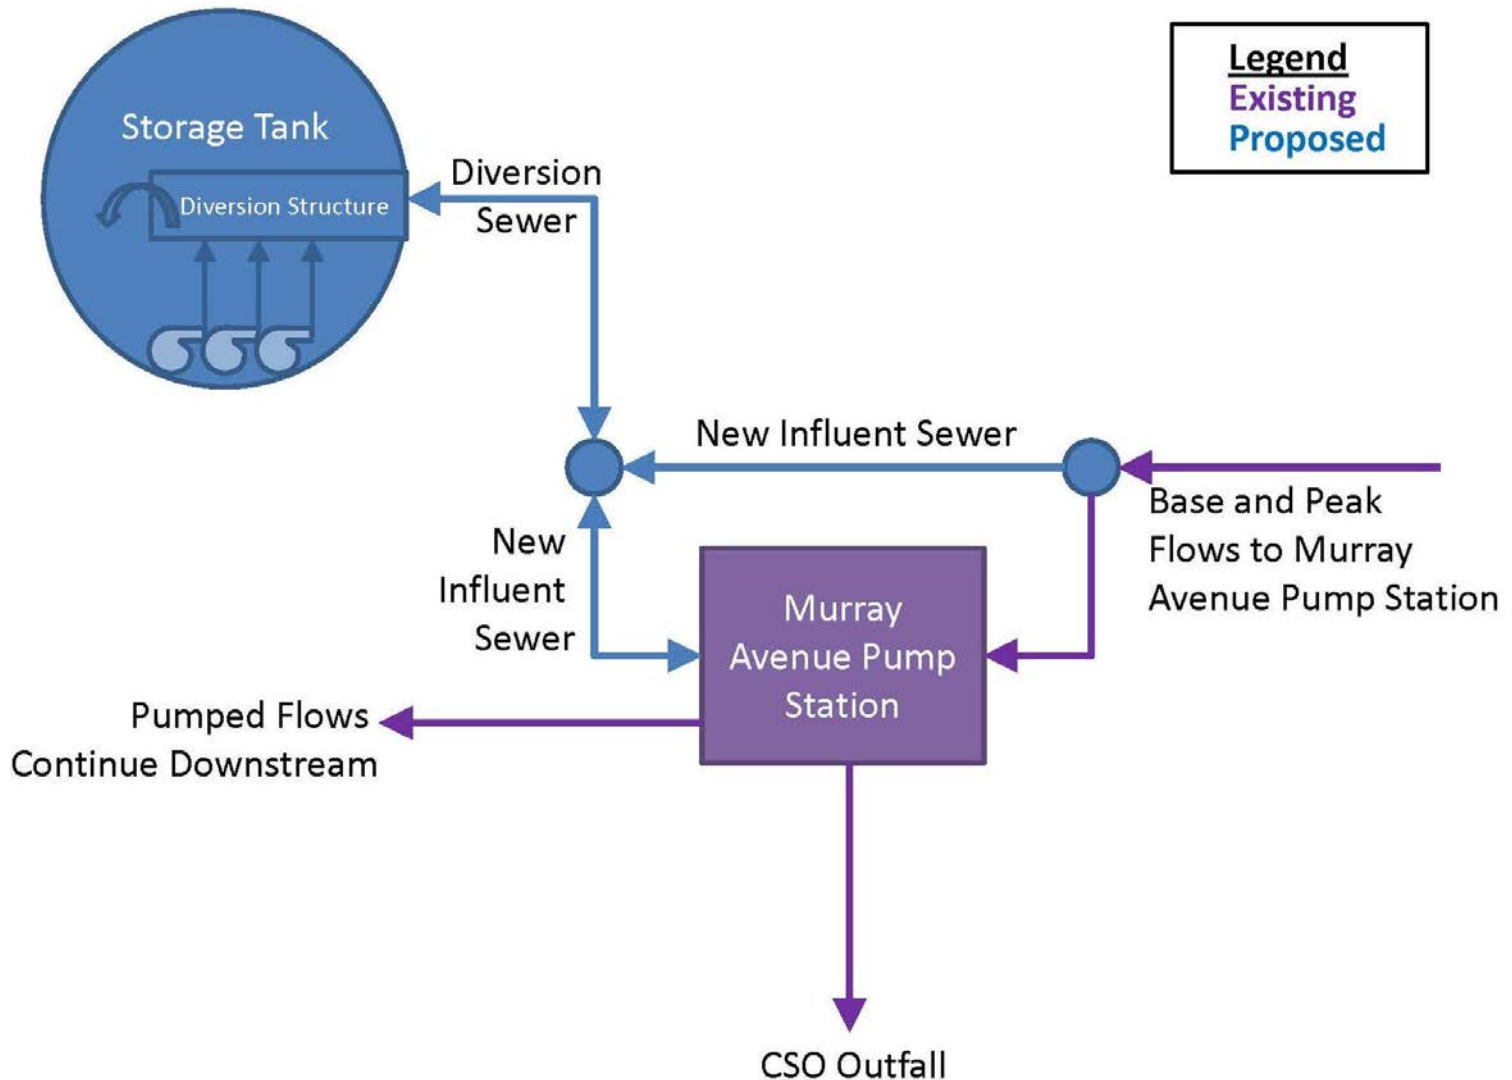 Legend
Existing
Proposed
Storage Tank
Diversion Structure
Diversion
Sewer
New Influent Sewer
Base and Peak
Flows to Murray
Avenue Pump Station
New
Influent
Sewer
Murray
Avenue Pump
Station
Pumped Flows
Continue Downstream
CSO Outfall